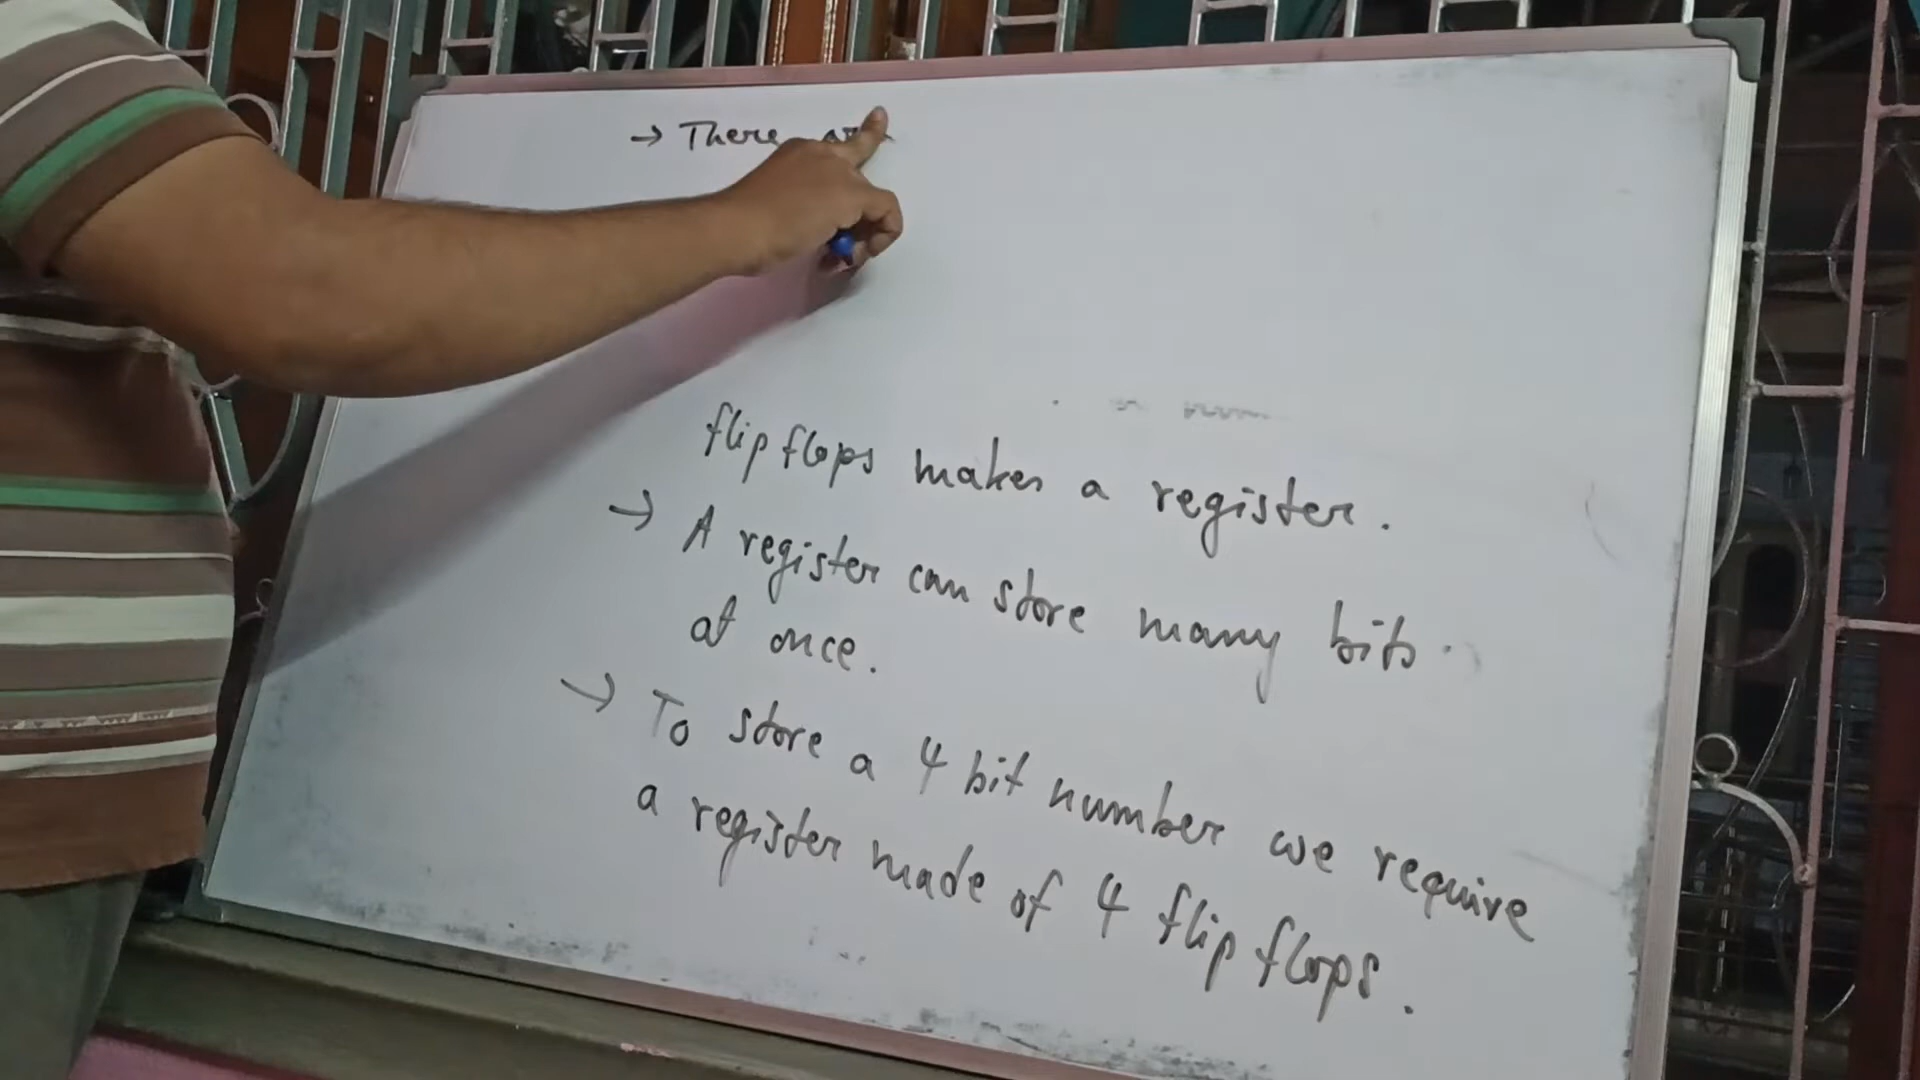 → There are
flip flops makes a register.
→ A register can store many bits.
at once.
→ To store a 4 bit number we require
a register made of 4 flip flops.